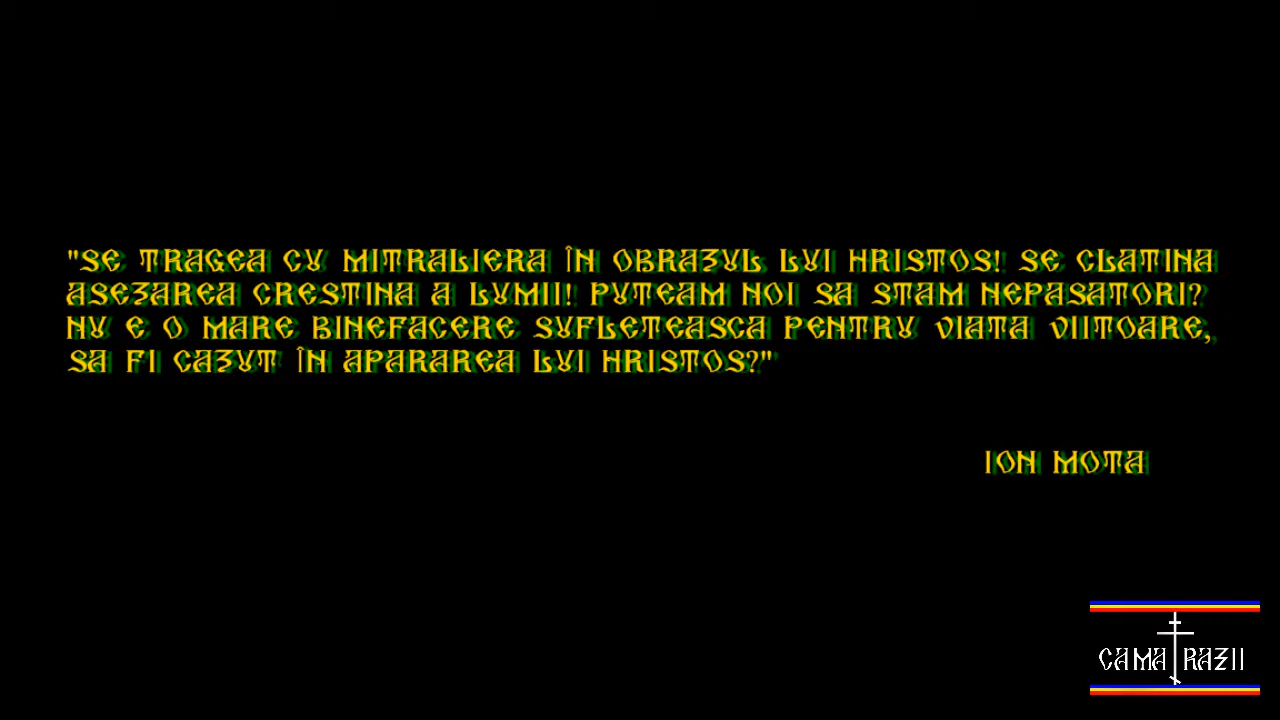 "SE TRAGEA CU MITRALIERA ÎN OBRAZUL LUI HRISTOS! SE CLATINA
ASEZAREA CRESTINA A LUMII! PUTEAM NOI SA STAM NEPASATORI?
NU E O MARE BINEFACERE SUFLETEASCA PENTRU VIATA VIITOARE,
SA FI CAZUT ÎN APARAREA LUI HRISTOS?"
ION MOTA
CAMARAZII